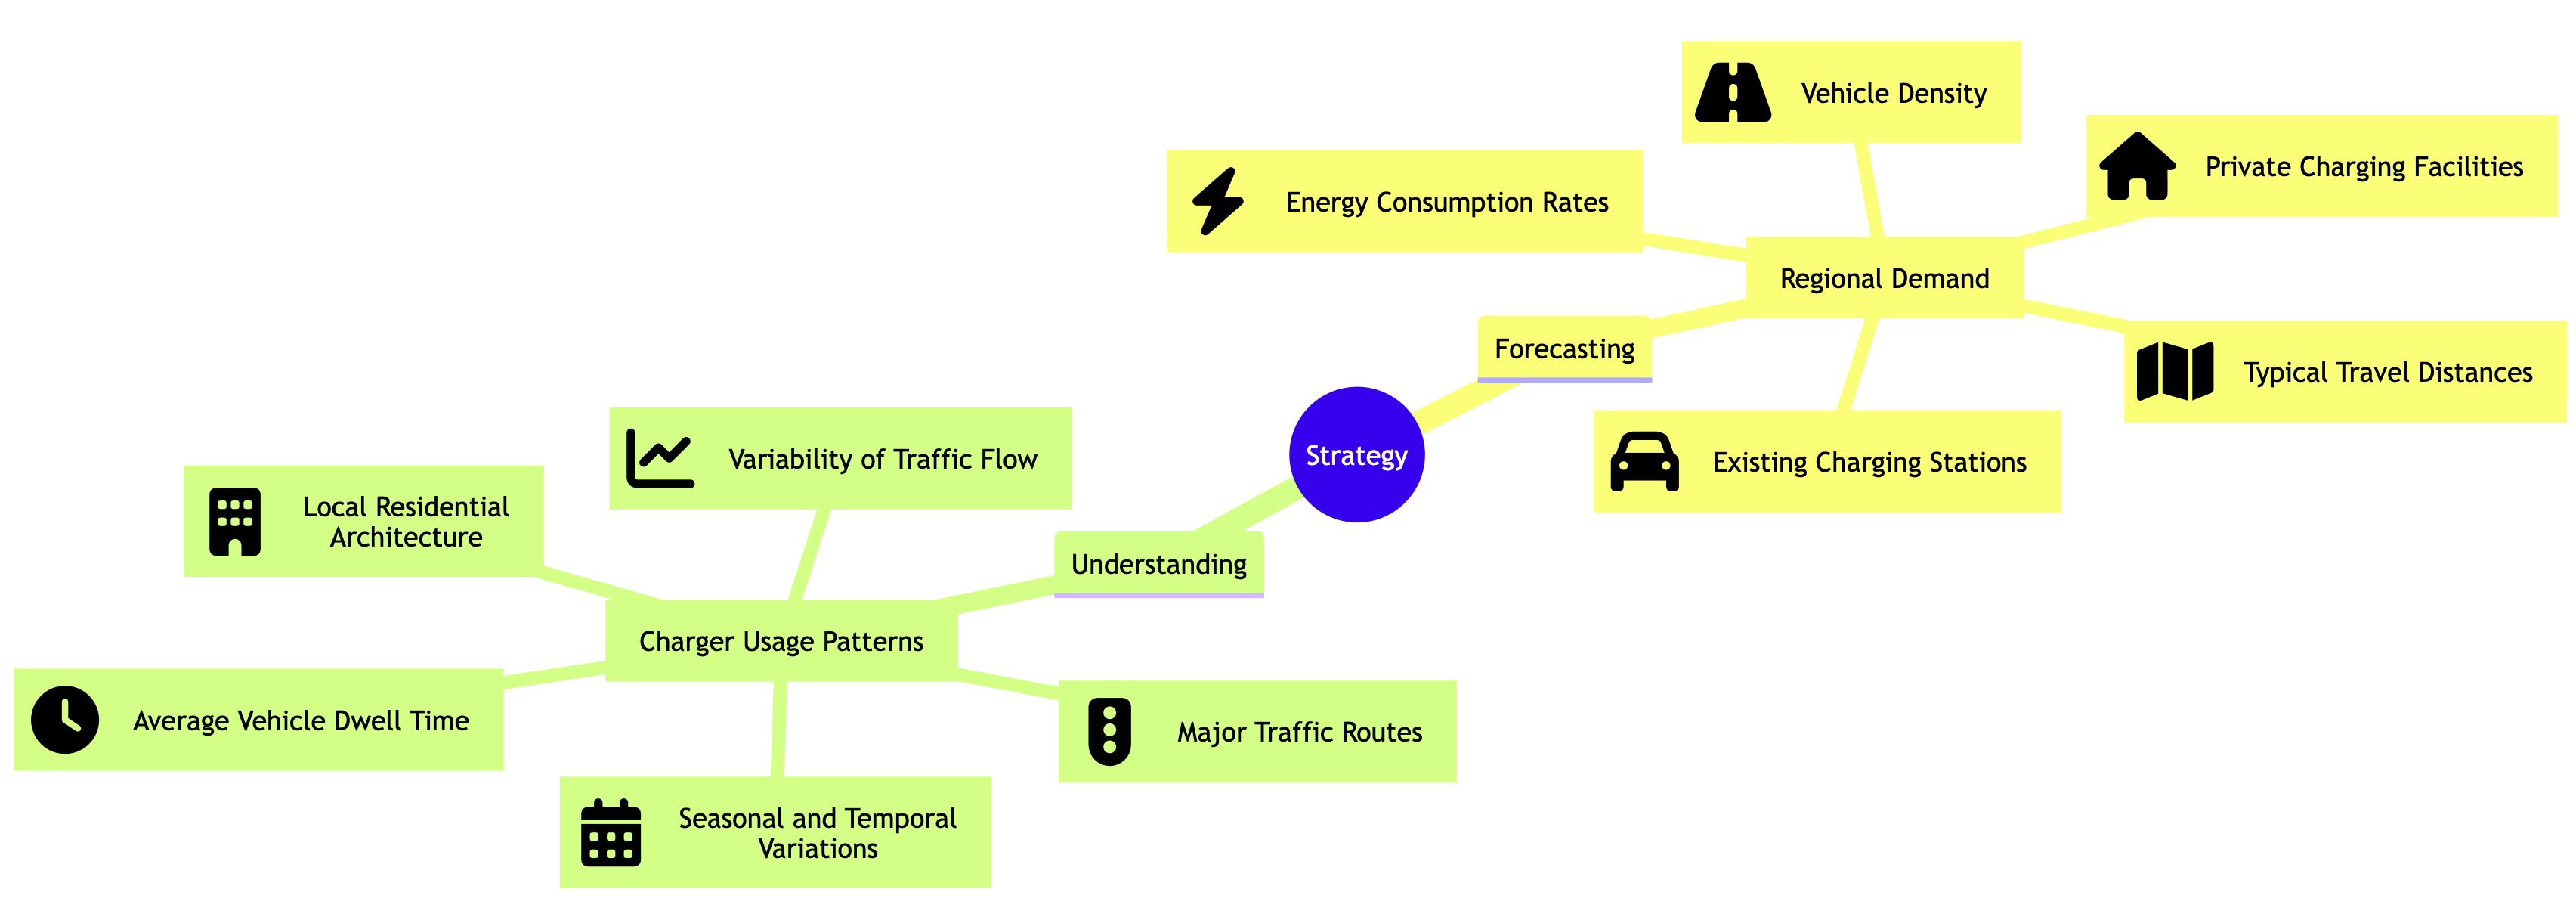 Vehicle Density
Private Charging Facilities
Energy Consumption Rates
Regional Demand
Forecasting
Typical Travel Distances
Existing Charging Stations
Strategy
Variability of Traffic Flow
Local Residential
Architecture
Understanding
Charger Usage Patterns
Average Vehicle Dwell Time
Major Traffic Routes
Seasonal and Temporal
Variations